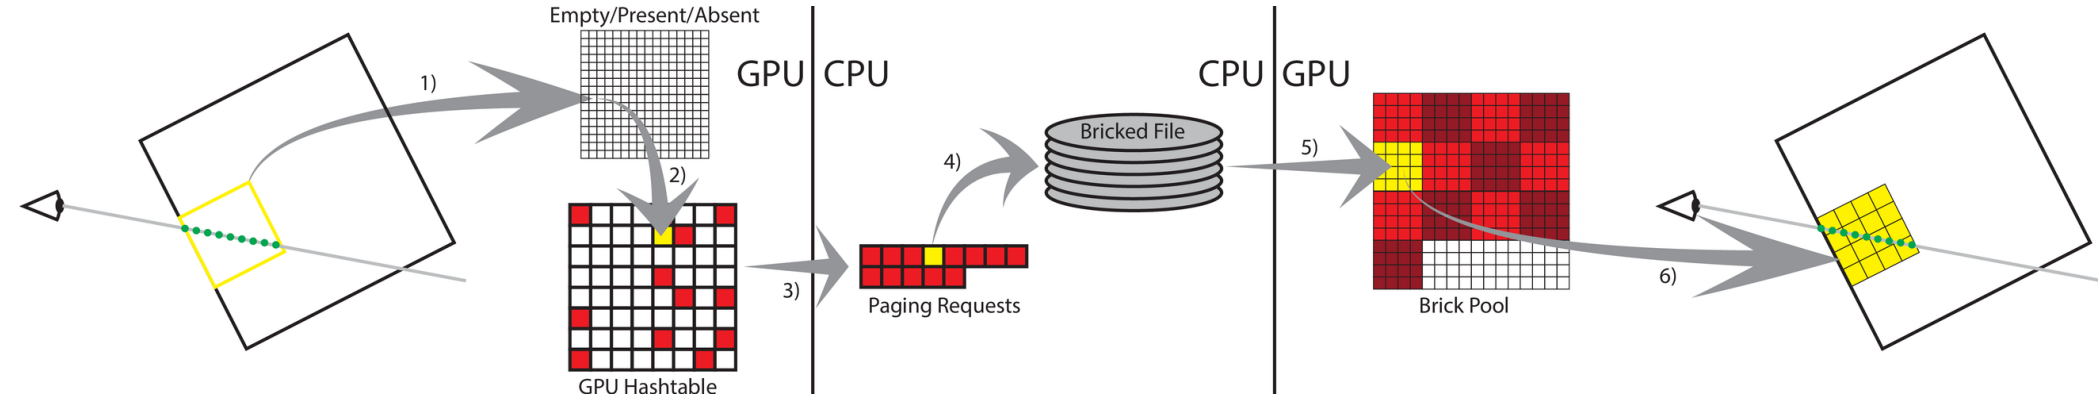 Empty/Present/Absent
1)
GPU
CPU
CPU
GPU
Bricked File
2)
4)
5)
3)
6)
Paging Requests
Brick Pool
GPU Hashtable